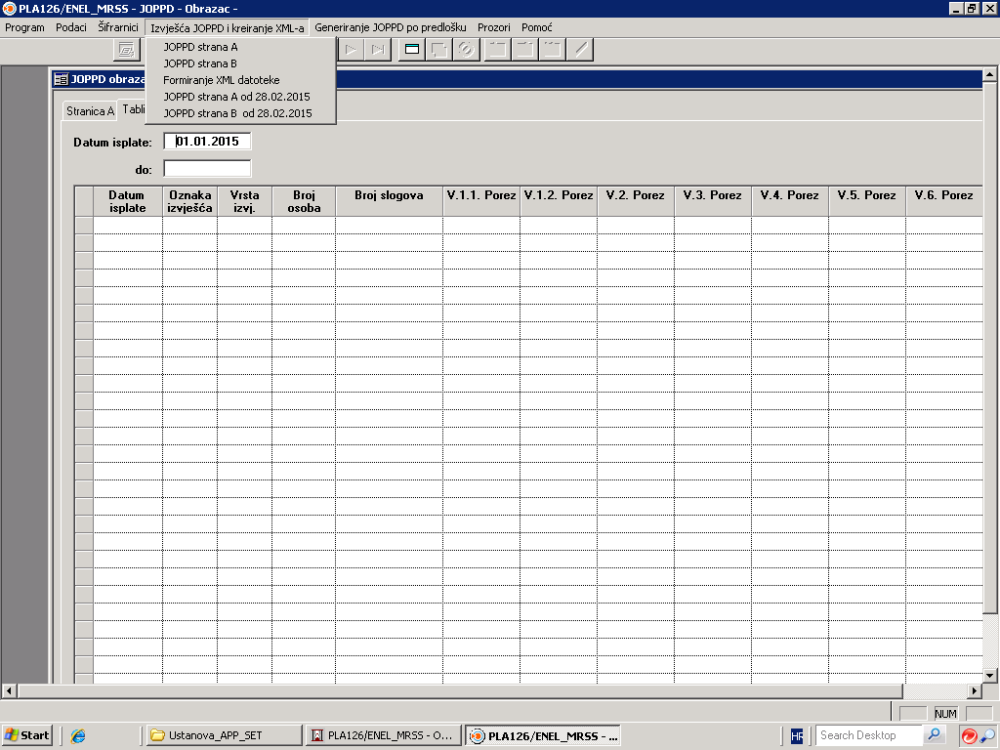 PLA126/ENEL_MRSS - JOPPD - Obrazac -
Program Podaci Šifrarnici Izvješća JOPPD i kreiranje XML-a Generiranje JOPPD po predlošku Prozori Pomoć
JOPPD strana A
JOPPD strana B
Formiranje XML datoteke
JOPPD strana A od 28.02.2015
JOPPD strana B od 28.02.2015
JOPPD obraza
Stranica A Tabli
Datum isplate: 01.01.2015
do:
Datum isplate Oznaka izvješća Vrsta izvj. Broj osoba Broj slogova V.1.1. Porez V.1.2. Porez V.2. Porez V.3. Porez V.4. Porez V.5. Porez V.6. Porez
NUM
Start Ustanova_APP_SET PLA126/ENEL_MRSS - O... PLA126/ENEL_MRSS - ... HR Search Desktop